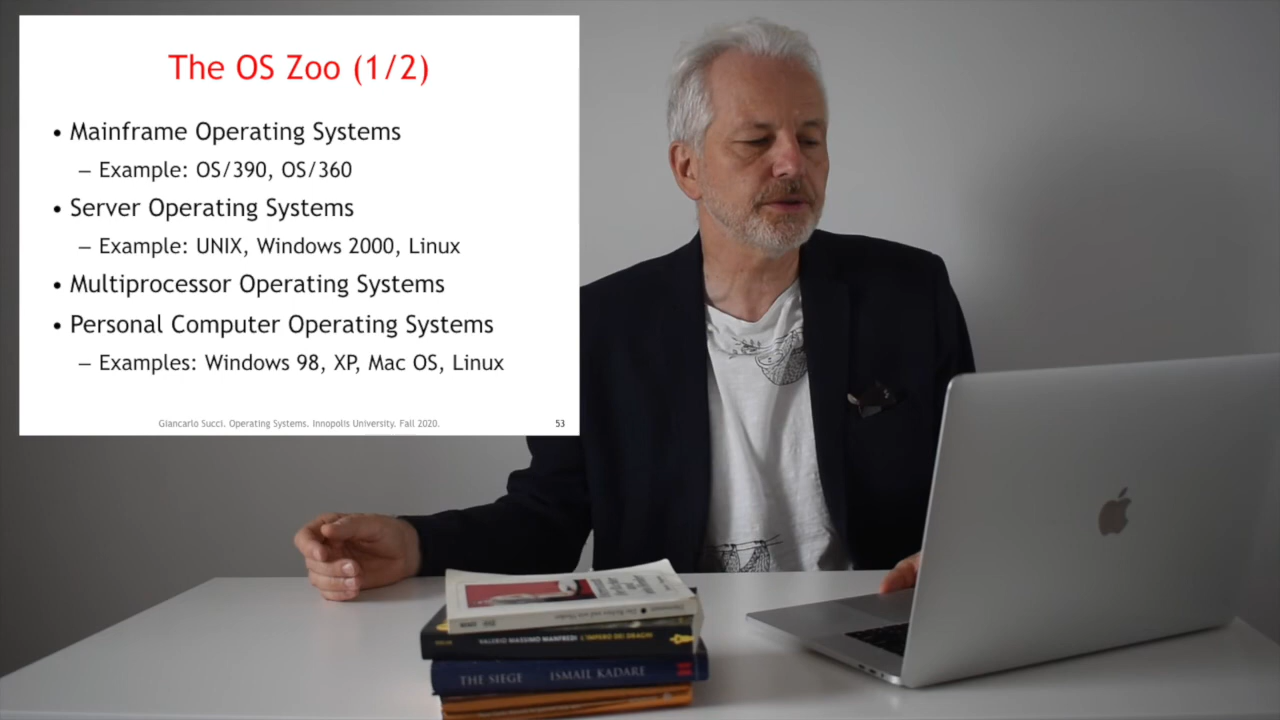 The OS Zoo (1/2)
• Mainframe Operating Systems
– Example: OS/390, OS/360
• Server Operating Systems
– Example: UNIX, Windows 2000, Linux
• Multiprocessor Operating Systems
• Personal Computer Operating Systems
– Examples: Windows 98, XP, Mac OS, Linux
Giancarlo Succi. Operating Systems. Innopolis University. Fall 2020.
53
VALERIO MASSIMO MANFREDI L'IMPERO DEI DRAGHI
THE SIEGE ISMAIL KADARE